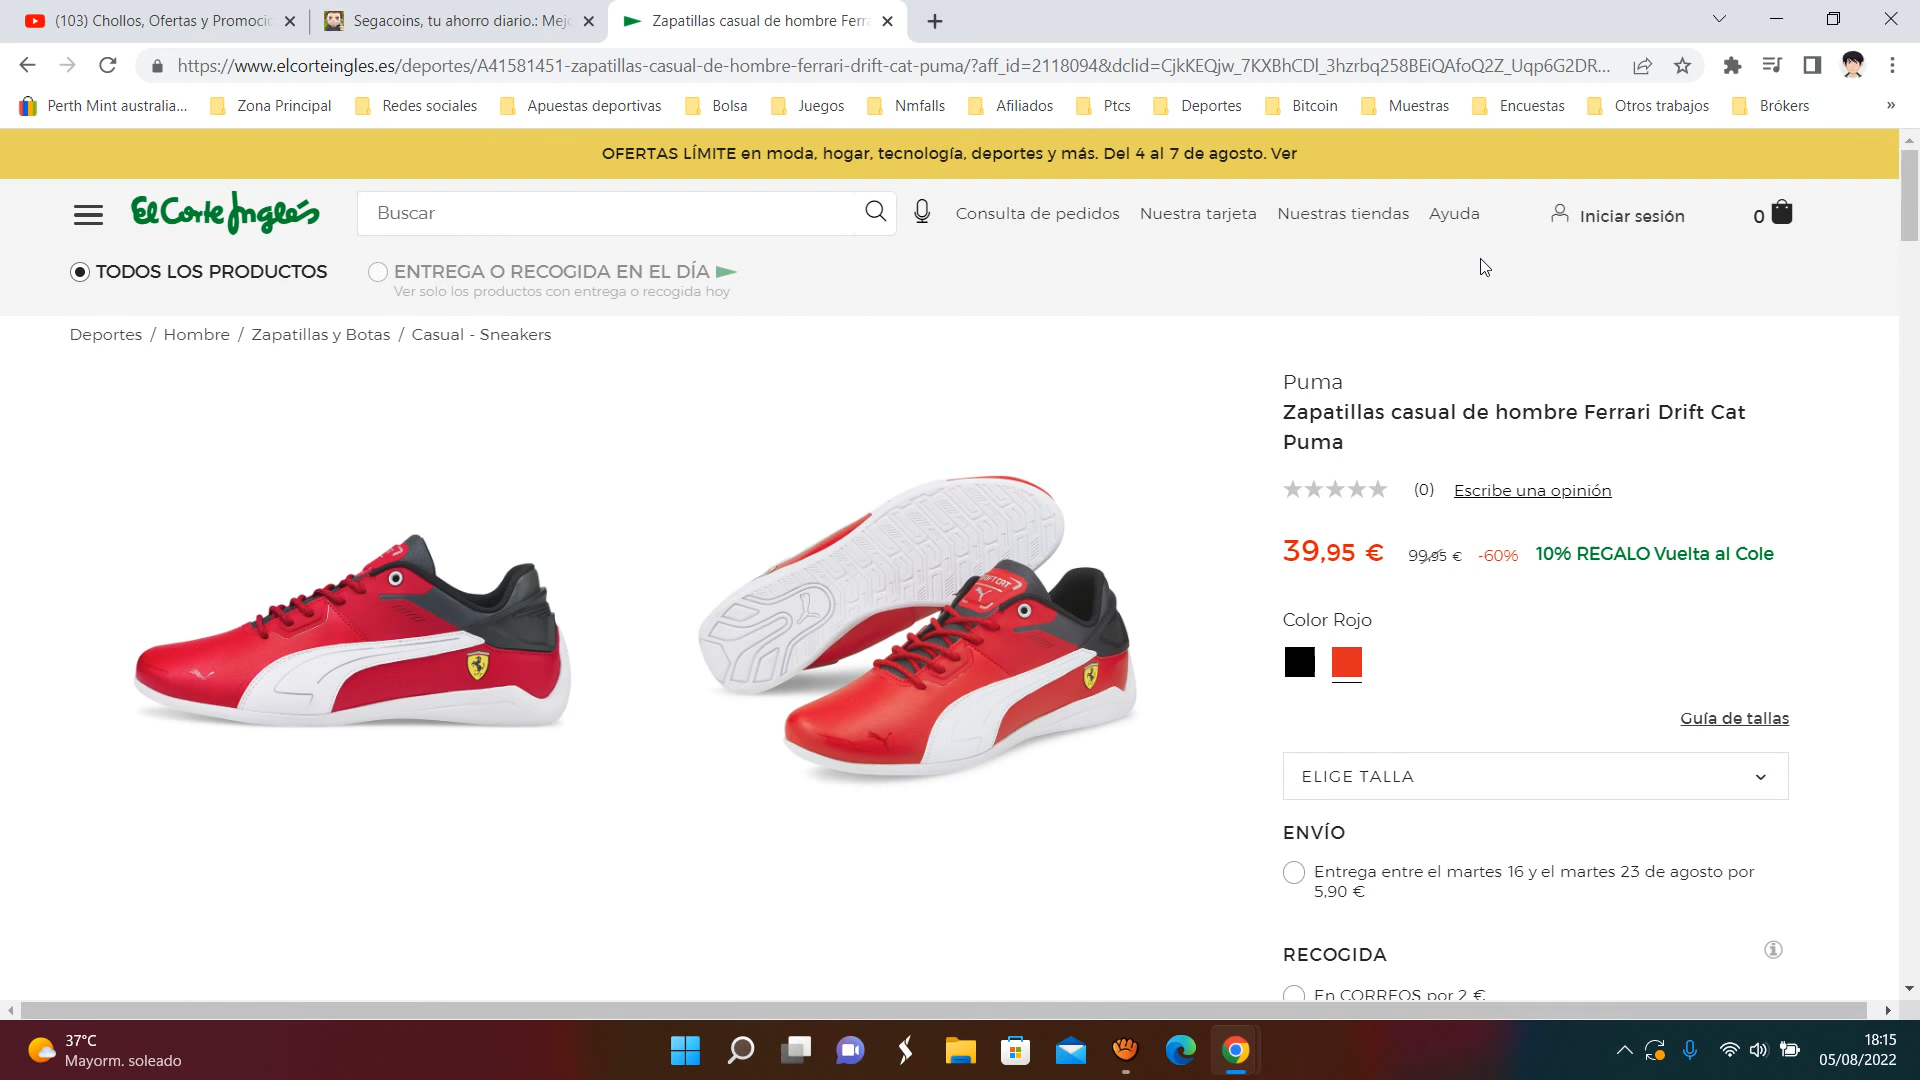 (103) Chollos, Ofertas y Promocio
Segacoins, tu ahorro diario.: Mejo
Zapatillas casual de hombre Ferra
https://www.elcorteingles.es/deportes/A41581451-zapatillas-casual-de-hombre-ferrari-drift-cat-puma/?aff_id=2118094&dclid=CjkKEQjw_7KXBhCDl_3hzrbq258BEiQAfoQ2Z_Uqp6G2DR...
Perth Mint australia... Zona Principal Redes sociales Apuestas deportivas Bolsa Juegos Nmfalls Afiliados Ptcs Deportes Bitcoin Muestras Encuestas Otros trabajos Brókers »
OFERTAS LÍMITE en moda, hogar, tecnología, deportes y más. Del 4 al 7 de agosto. Ver
El Corte Inglés
Buscar
Consulta de pedidos Nuestra tarjeta Nuestras tiendas Ayuda
Iniciar sesión
0
TODOS LOS PRODUCTOS
ENTREGA O RECOGIDA EN EL DÍA
Ver solo los productos con entrega o recogida hoy
Deportes / Hombre / Zapatillas y Botas / Casual - Sneakers
Puma
Zapatillas casual de hombre Ferrari Drift Cat
Puma
(0) Escribe una opinión
39,95 € 99,95 € -60% 10% REGALO Vuelta al Cole
Color Rojo
Guía de tallas
ELIGE TALLA
ENVÍO
Entrega entre el martes 16 y el martes 23 de agosto por
5,90 €
RECOGIDA
En CORREOS por 2 €
37°C
Mayorm. soleado
18:15
05/08/2022